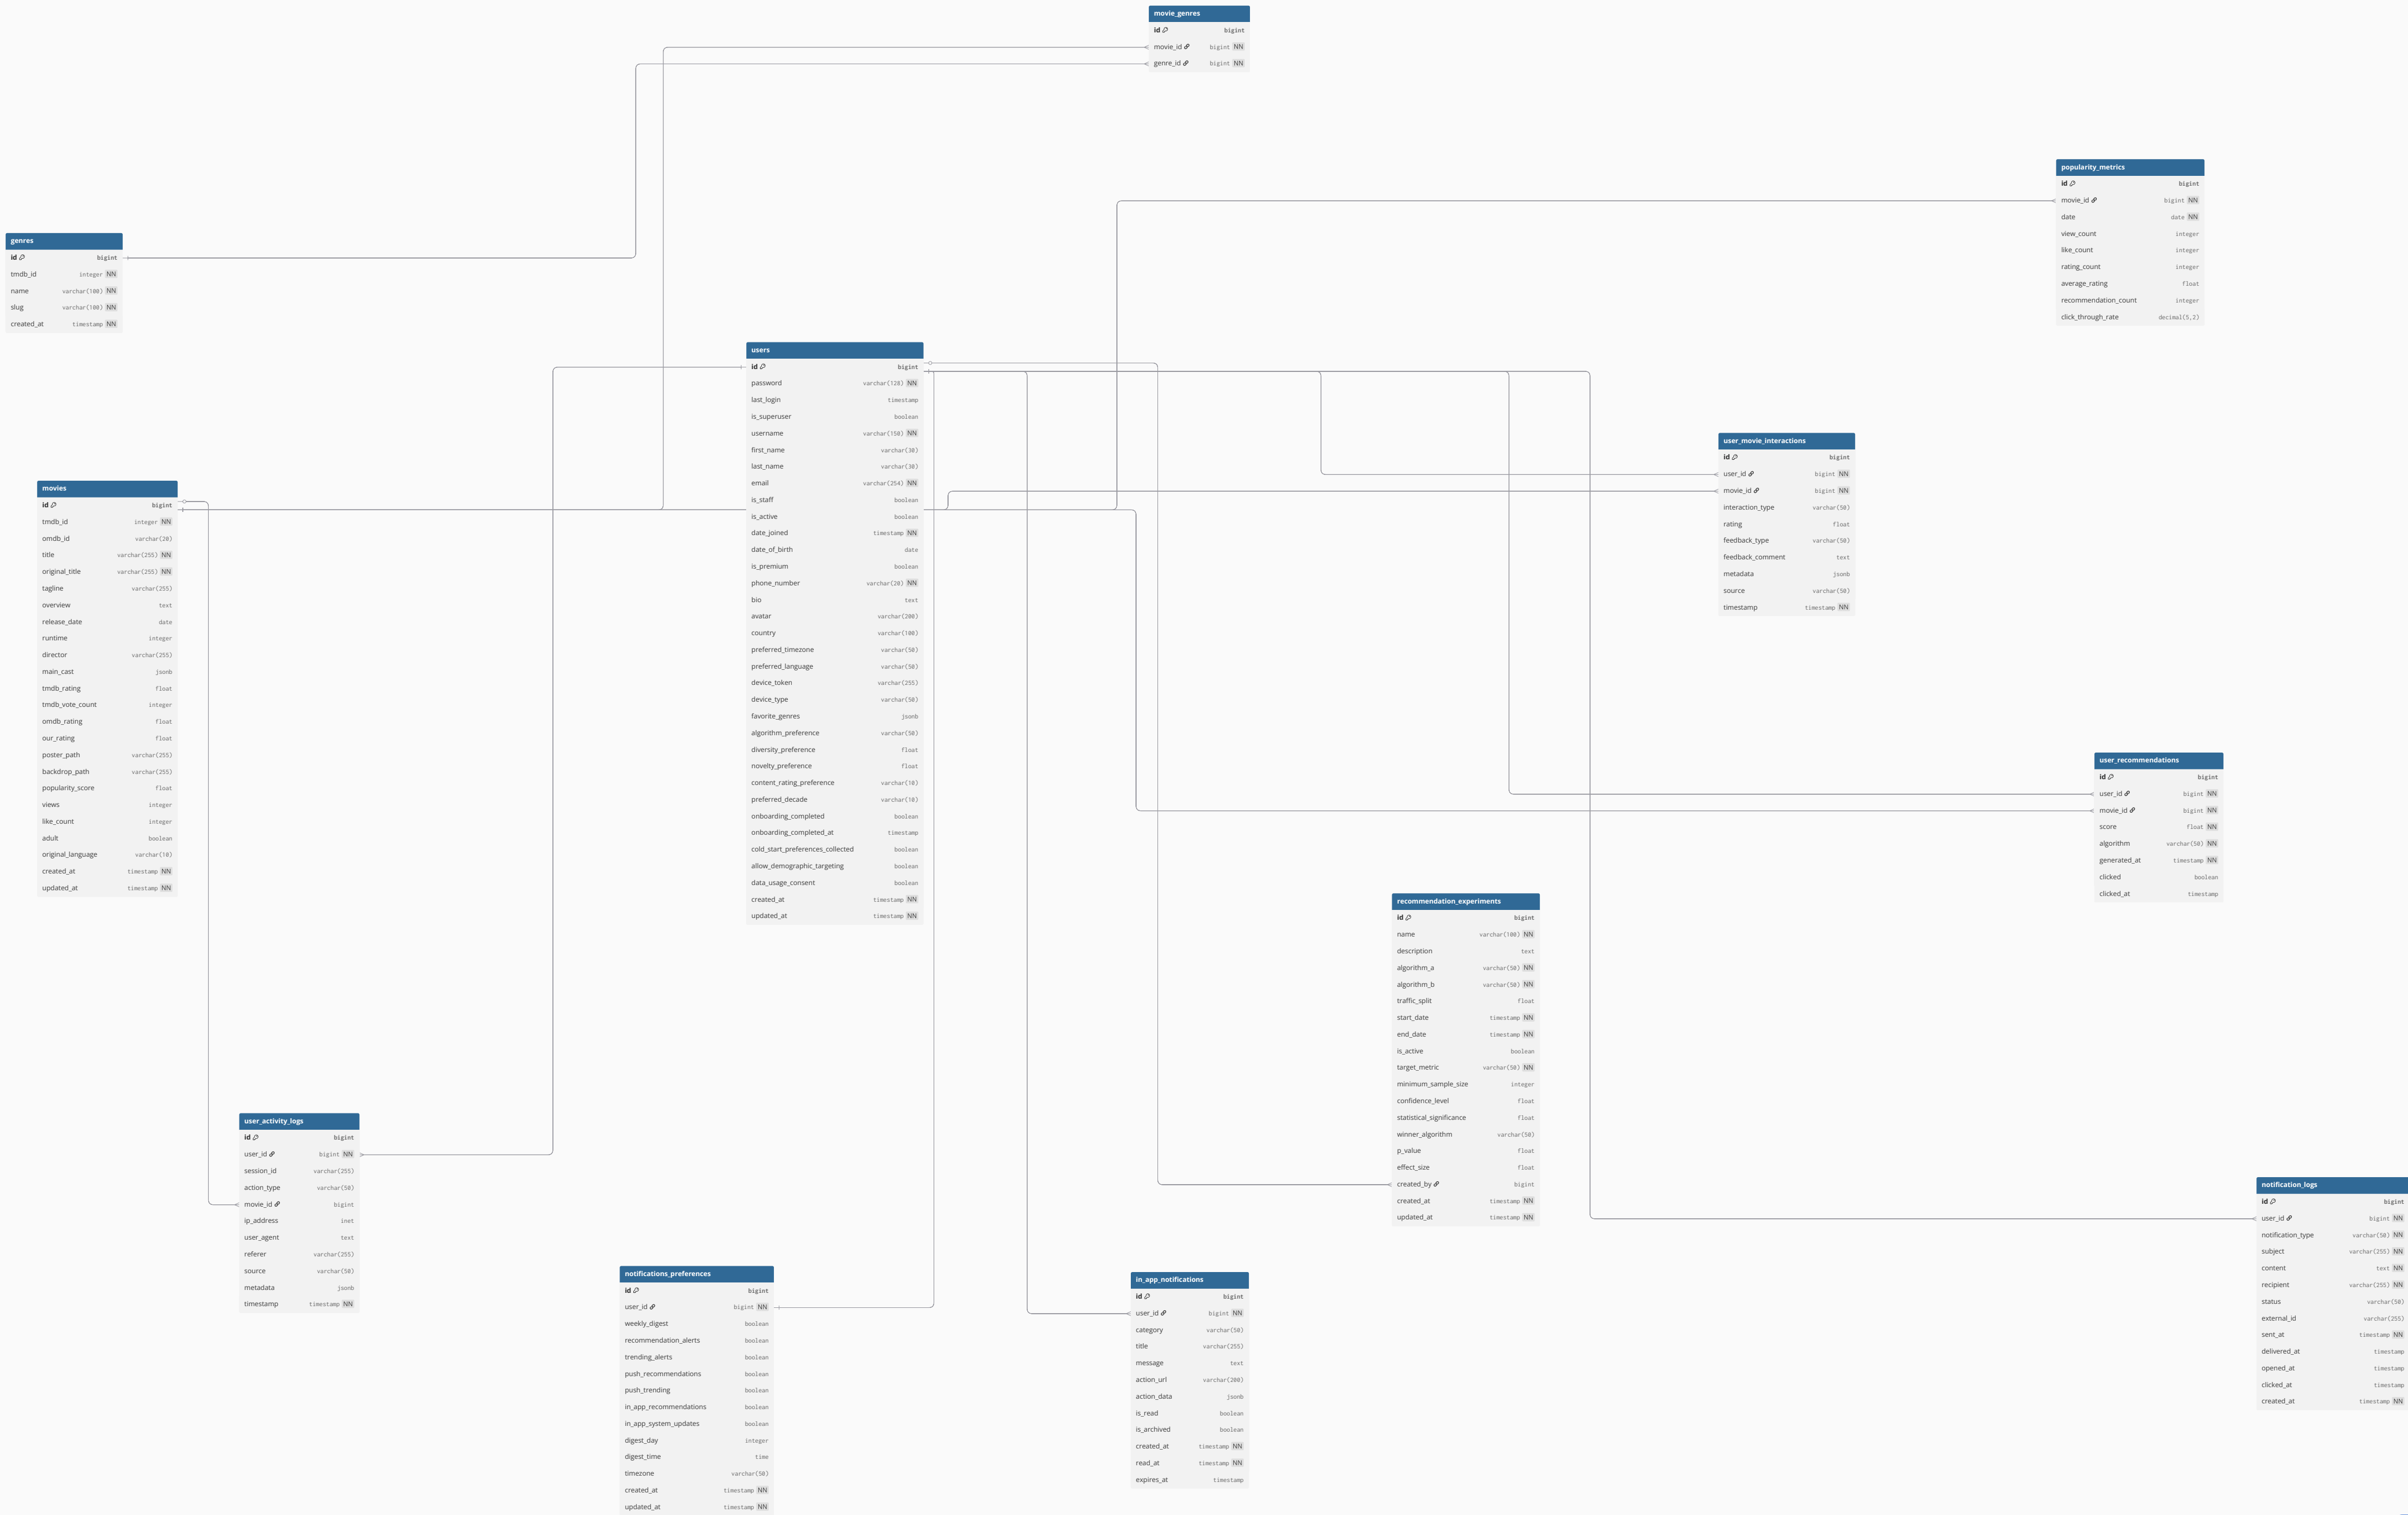 movie_genres
id bigint
movie_id bigint NN
genre_id bigint NN
popularity_metrics
id bigint
movie_id bigint NN
date date NN
view_count integer
like_count integer
rating_count integer
average_rating float
recommendation_count integer
click_through_rate decimal(5,2)
genres
id bigint
tmdb_id integer NN
name varchar(100) NN
slug varchar(100) NN
created_at timestamp NN
users
id bigint
password varchar(128) NN
last_login timestamp
is_superuser boolean
username varchar(150) NN
first_name varchar(30)
last_name varchar(30)
email varchar(254) NN
is_staff boolean
is_active boolean
date_joined timestamp NN
date_of_birth date
is_premium boolean
phone_number varchar(20) NN
bio text
avatar varchar(200)
country varchar(100)
preferred_timezone varchar(50)
preferred_language varchar(50)
device_token varchar(255)
device_type varchar(50)
favorite_genres jsonb
algorithm_preference varchar(50)
diversity_preference float
novelty_preference float
content_rating_preference varchar(10)
preferred_decade varchar(10)
onboarding_completed boolean
onboarding_completed_at timestamp
cold_start_preferences_collected boolean
allow_demographic_targeting boolean
data_usage_consent boolean
created_at timestamp NN
updated_at timestamp NN
user_movie_interactions
id bigint
user_id bigint NN
movie_id bigint NN
interaction_type varchar(50)
rating float
feedback_type varchar(50)
feedback_comment text
metadata jsonb
source varchar(50)
timestamp timestamp NN
movies
id bigint
tmdb_id integer NN
omdb_id varchar(20)
title varchar(255) NN
original_title varchar(255) NN
tagline varchar(255)
overview text
release_date date
runtime integer
director varchar(255)
main_cast jsonb
tmdb_rating float
tmdb_vote_count integer
omdb_rating float
our_rating float
poster_path varchar(255)
backdrop_path varchar(255)
popularity_score float
views integer
like_count integer
adult boolean
original_language varchar(10)
created_at timestamp NN
updated_at timestamp NN
user_recommendations
id bigint
user_id bigint NN
movie_id bigint NN
score float NN
algorithm varchar(50) NN
generated_at timestamp NN
clicked boolean
clicked_at timestamp
recommendation_experiments
id bigint
name varchar(100) NN
description text
algorithm_a varchar(50) NN
algorithm_b varchar(50) NN
traffic_split float
start_date timestamp NN
end_date timestamp NN
is_active boolean
target_metric varchar(50) NN
minimum_sample_size integer
confidence_level float
statistical_significance float
winner_algorithm varchar(50)
p_value float
effect_size float
created_by bigint
created_at timestamp NN
updated_at timestamp NN
user_activity_logs
id bigint
user_id bigint NN
session_id varchar(255)
action_type varchar(50)
movie_id bigint
ip_address inet
user_agent text
referer varchar(255)
source varchar(50)
metadata jsonb
timestamp timestamp NN
notification_logs
id bigint
user_id bigint NN
notification_type varchar(50) NN
subject varchar(255) NN
content text NN
recipient varchar(255) NN
status varchar(50)
external_id varchar(255)
sent_at timestamp NN
delivered_at timestamp
opened_at timestamp
clicked_at timestamp
created_at timestamp NN
notifications_preferences
id bigint
user_id bigint NN
weekly_digest boolean
recommendation_alerts boolean
trending_alerts boolean
push_recommendations boolean
push_trending boolean
in_app_recommendations boolean
in_app_system_updates boolean
digest_day integer
digest_time time
timezone varchar(50)
created_at timestamp NN
updated_at timestamp NN
in_app_notifications
id bigint
user_id bigint NN
category varchar(50)
title varchar(255)
message text
action_url varchar(200)
action_data jsonb
is_read boolean
is_archived boolean
created_at timestamp NN
read_at timestamp NN
expires_at timestamp